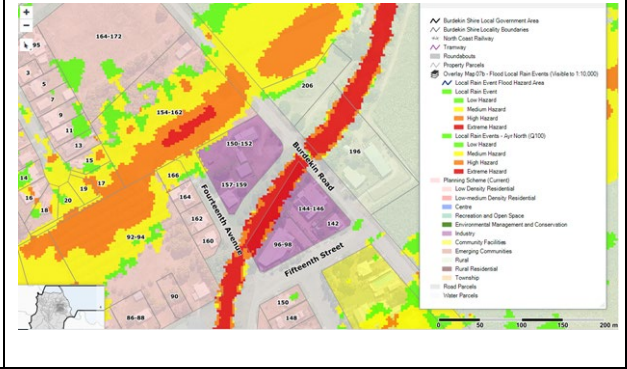 +
−
95
164-172
3
5
7
9
11
13
15
14
16
18
20
19
17
154-162
206
166
164
162
160
150-152
157-159
Burdekin Road
196
144-146
142
96-98
Fourteenth Avenue
Fifteenth Street
92-94
90
86-88
150
148
Burdekin Shire Local Government Area
Burdekin Shire Locality Boundaries
North Coast Railway
Tramway
Roundabouts
Property Parcels
Overlay Map 07b - Flood/Local Rain Events (Visible to 1:10,000)
Local Rain Event Flood Hazard Area
Local Rain Event
Low Hazard
Medium Hazard
High Hazard
Extreme Hazard
Local Rain Events - Ayr North (Q100)
Low Hazard
Medium Hazard
High Hazard
Extreme Hazard
Planning Scheme (Current)
Low Density Residential
Low-medium Density Residential
Centre
Recreation and Open Space
Environmental Management and Conservation
Industry
Community Facilities
Emerging Communities
Rural
Rural Residential
Township
Road Parcels
Water Parcels
0 50 100 150 200 m